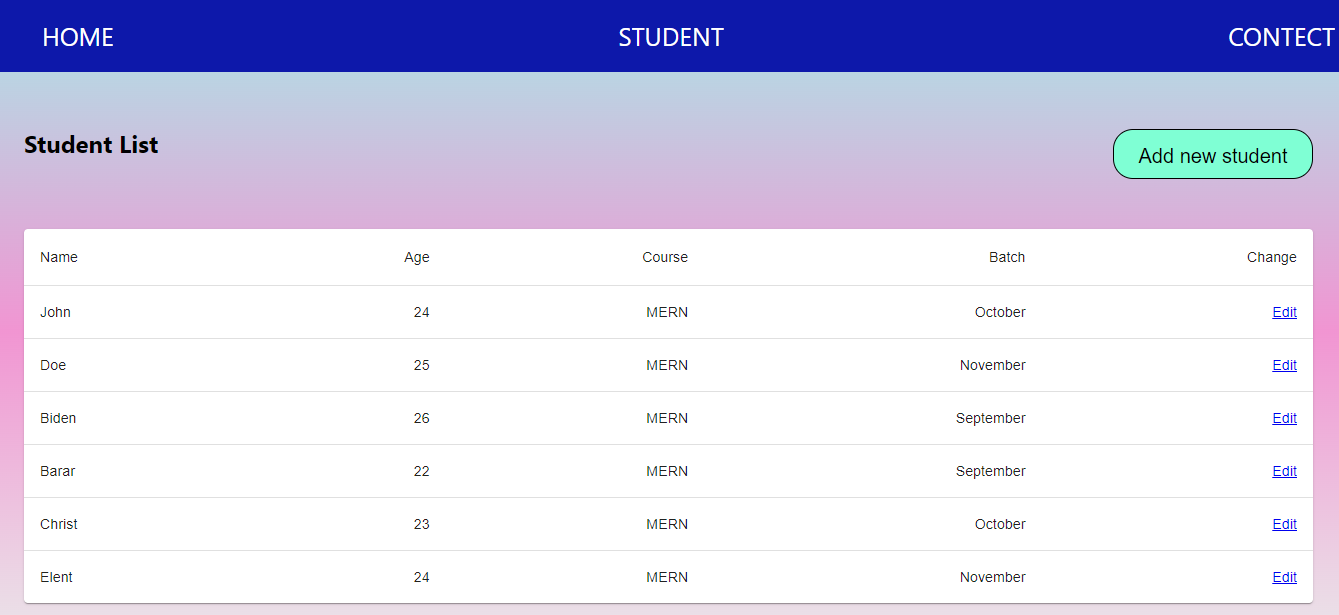 HOME STUDENT CONTECT
Student List
Add new student
Name Age Course Batch Change
John 24 MERN October Edit
Doe 25 MERN November Edit
Biden 26 MERN September Edit
Barar 22 MERN September Edit
Christ 23 MERN October Edit
Elent 24 MERN November Edit